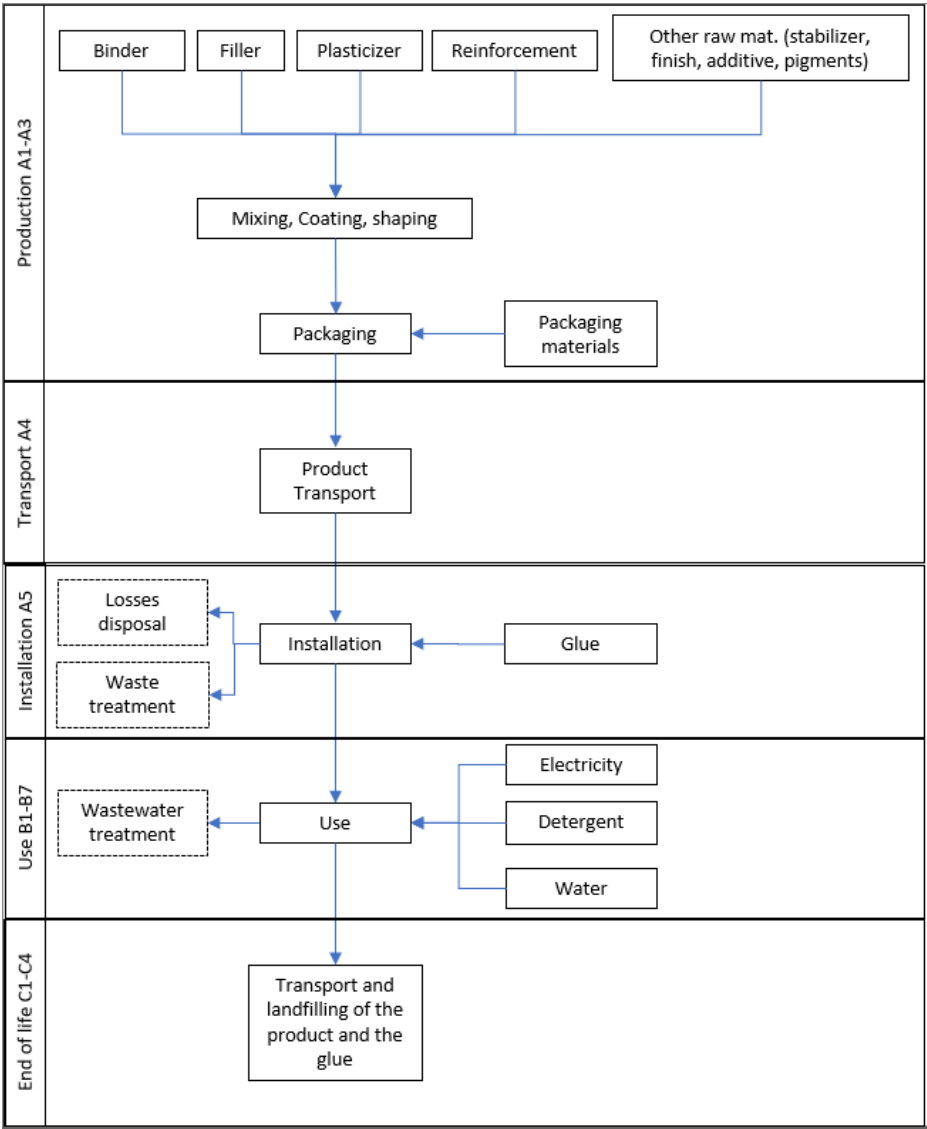 Production A1-A3
Binder
Filler
Plasticizer
Reinforcement
Other raw mat. (stabilizer,
finish, additive, pigments)
Mixing, Coating, shaping
Packaging
Packaging
materials
Transport A4
Product
Transport
Installation A5
Losses
disposal
Installation
Glue
Waste
treatment
Use B1-B7
Electricity
Wastewater
treatment
Use
Detergent
Water
End of life C1-C4
Transport and
landfilling of the
product and the
glue